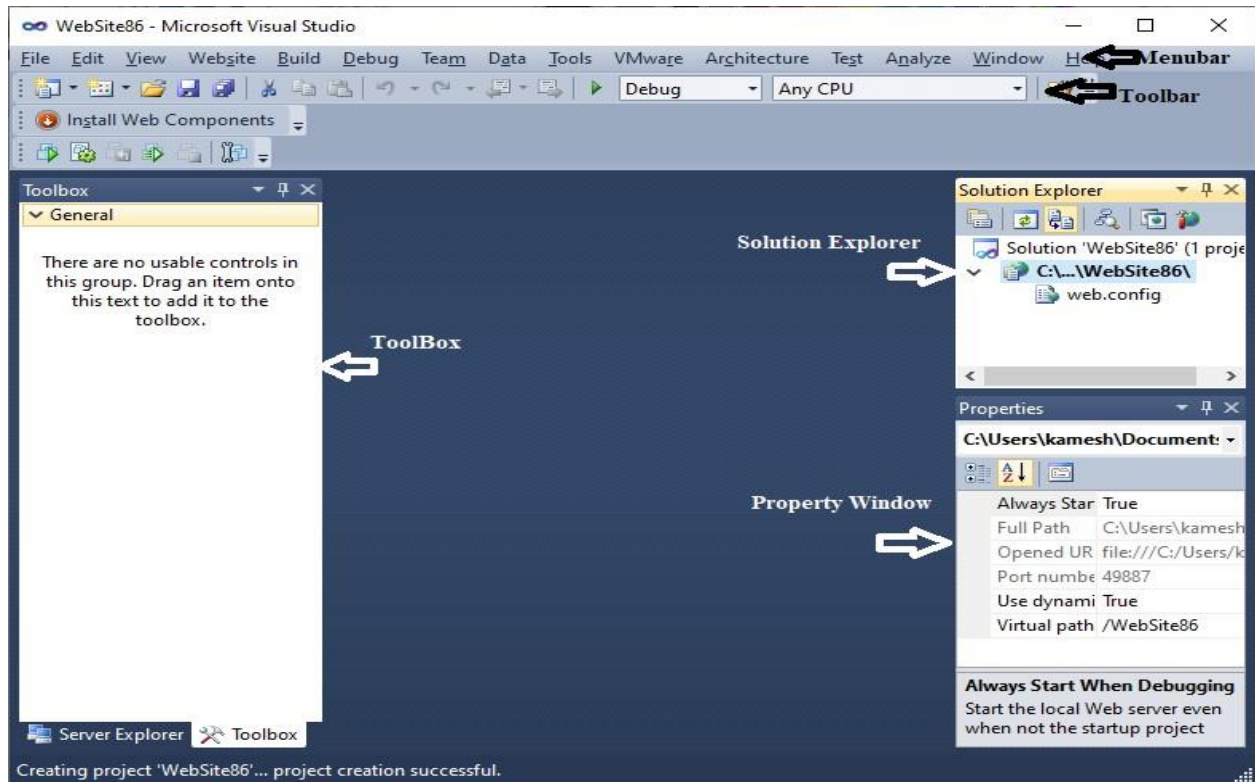 WebSite86 - Microsoft Visual Studio
File Edit View Website Build Debug Team Data Tools VMware Architecture Test Analyze Window Menubar
Debug Any CPU Toolbar
Install Web Components
Toolbox
General
There are no usable controls in
this group. Drag an item onto
this text to add it to the
toolbox.
ToolBox
Server Explorer Toolbox
Solution Explorer
Solution Explorer
Solution 'WebSite86' (1 proje
C:\...\WebSite86\
web.config
Properties
C:\Users\kamesh\Document
Property Window
Always Star True
Full Path C:\Users\kamesh
Opened UR file:///C:/Users/k
Port numbe 49887
Use dynami True
Virtual path /WebSite86
Always Start When Debugging
Start the local Web server even
when not the startup project
Creating project 'WebSite86'... project creation successful.